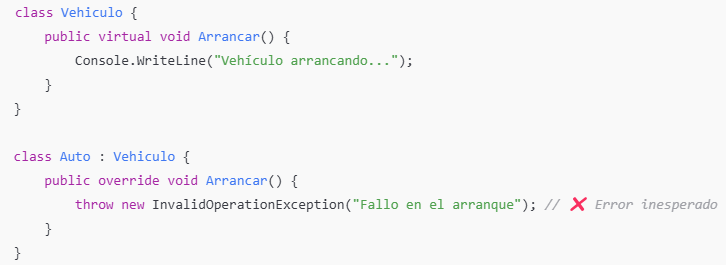 class Vehiculo {
    public virtual void Arrancar() {
        Console.WriteLine("Vehículo arrancando...");
    }
}

class Auto : Vehiculo {
    public override void Arrancar() {
        throw new InvalidOperationException("Fallo en el arranque"); // ❌ Error inesperado
    }
}